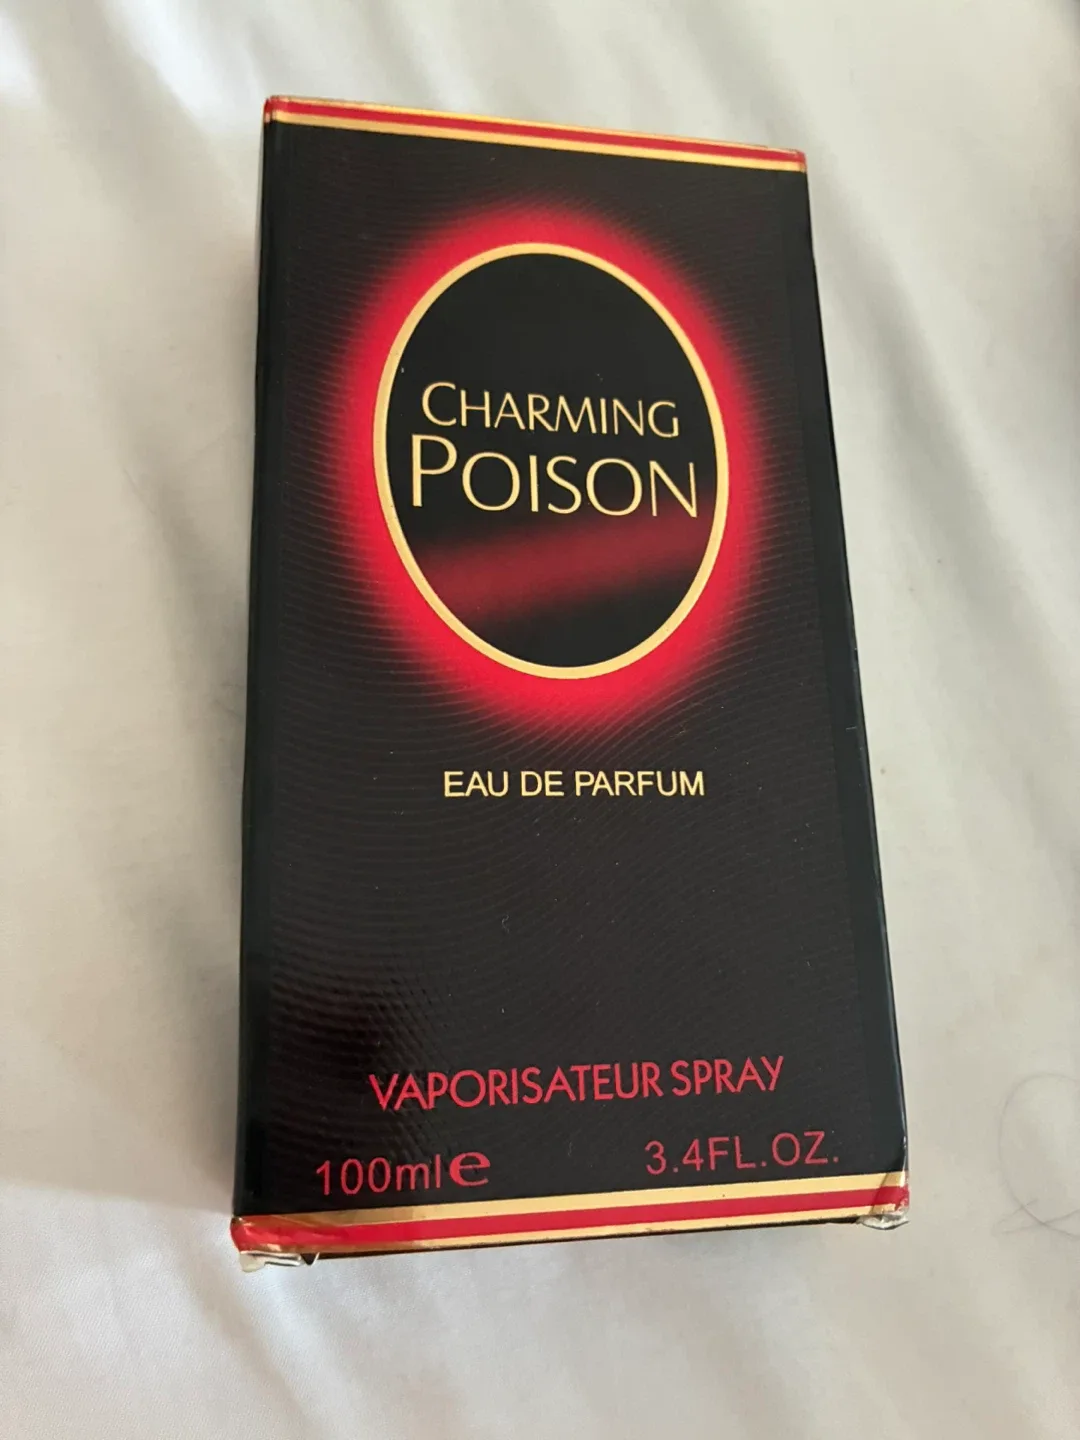 CHARMING
POISON
EAU DE PARFUM
VAPORISATEUR SPRAY
100ml℮ 3.4FL.OZ.